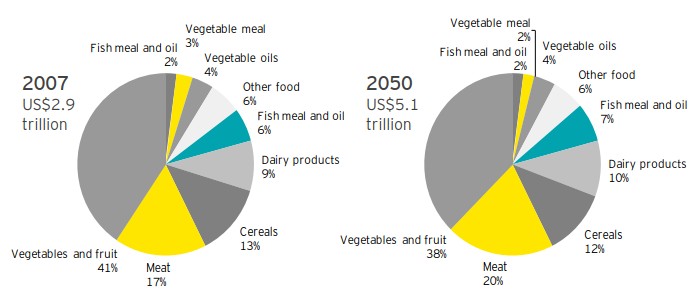 2007
US$2.9
trillion
Fish meal and oil
2%
Vegetable meal
3%
Vegetable oils
4%
Other food
6%
Fish meal and oil
6%
Dairy products
9%
Cereals
13%
Meat
17%
Vegetables and fruit
41%
2050
US$5.1
trillion
Vegetable meal
2%
Fish meal and oil
2%
Vegetable oils
4%
Other food
6%
Fish meal and oil
7%
Dairy products
10%
Cereals
12%
Meat
20%
Vegetables and fruit
38%